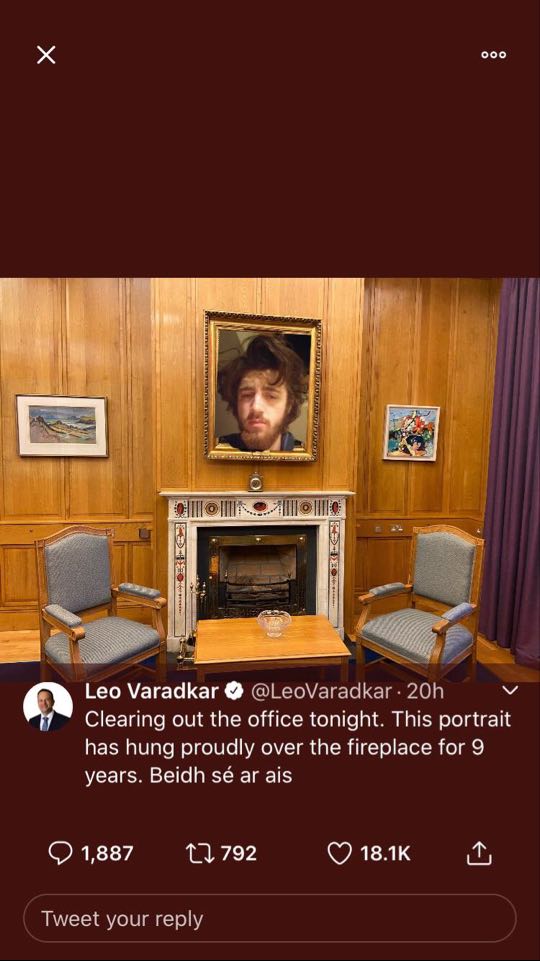 Leo Varadkar @LeoVaradkar · 20h
Clearing out the office tonight. This portrait
has hung proudly over the fireplace for 9
years. Beidh sé ar ais
1,887 792 18.1K
Tweet your reply